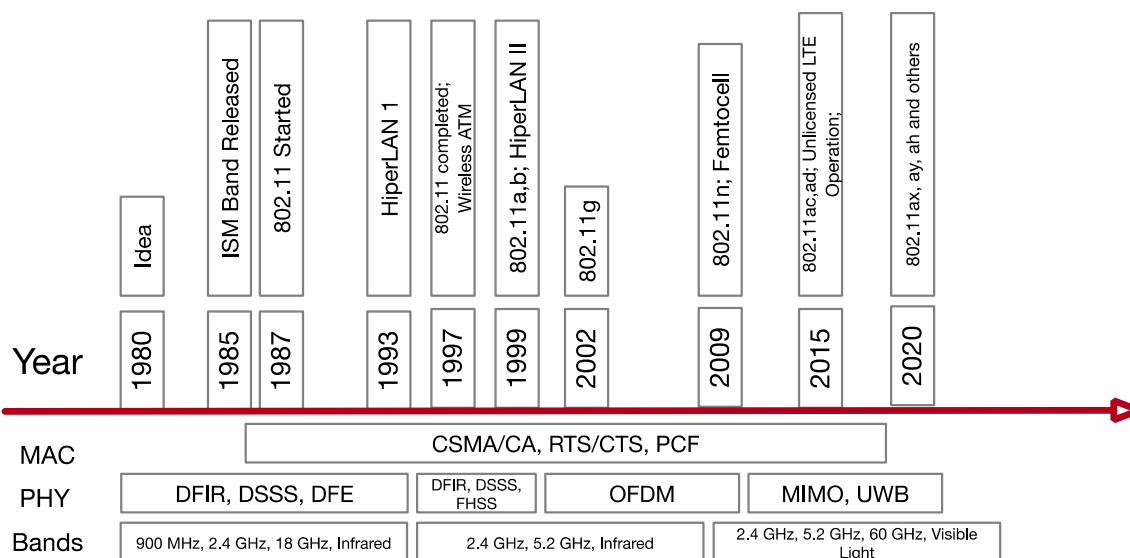 Idea
ISM Band Released
802.11 Started
HiperLAN 1
802.11 completed;
Wireless ATM
802.11a,b; HiperLAN II
802.11g
802.11n; Femtocell
802.11ac,ad; Unlicensed LTE
Operation;
802.11ax, ay, ah and others
Year
1980
1985
1987
1993
1997
1999
2002
2009
2015
2020
MAC
CSMA/CA, RTS/CTS, PCF
PHY
DFIR, DSSS, DFE
DFIR, DSSS,
FHSS
OFDM
MIMO, UWB
Bands
900 MHz, 2.4 GHz, 18 GHz, Infrared
2.4 GHz, 5.2 GHz, Infrared
2.4 GHz, 5.2 GHz, 60 GHz, Visible
Light